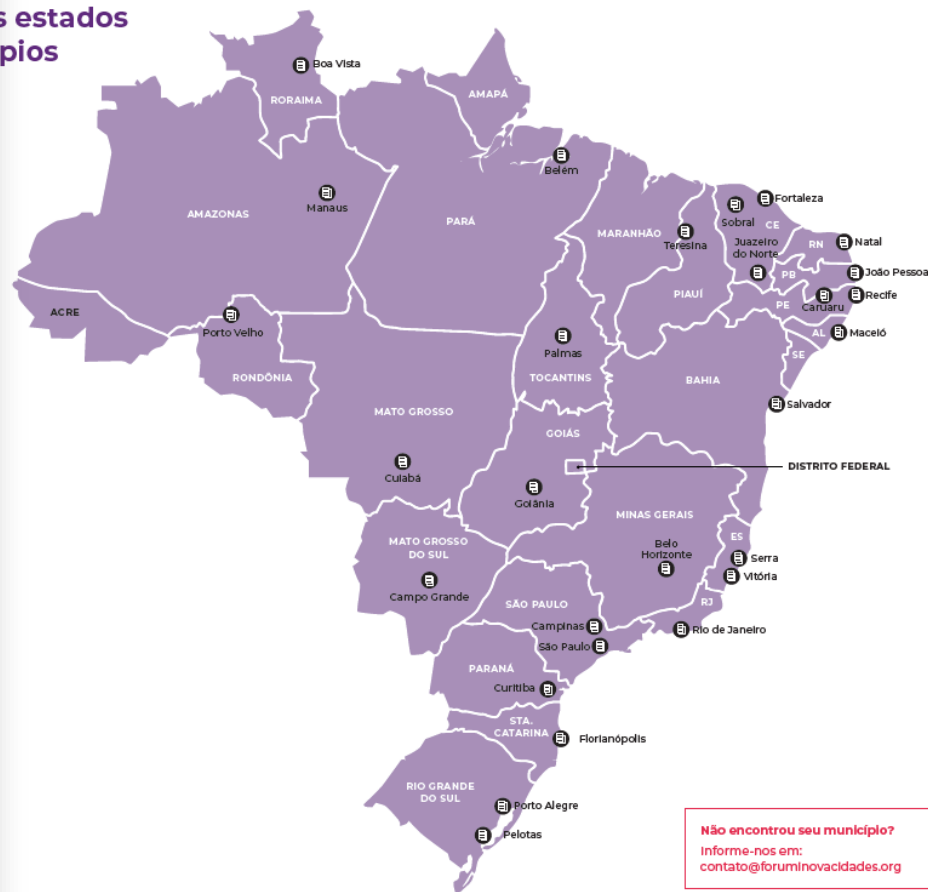 s estados
pios
Boa Vista
RORAIMA
AMAPÁ
Belém
Manaus
AMAZONAS
PARÁ
MARANHÃO
Teresina
Sobral
Fortaleza
CE
Juazeiro
do Norte
RN
Natal
PB
João Pessoa
PIAUÍ
PE
Caruaru
Recife
AL
Maceió
SE
ACRE
Porto Velho
RONDÔNIA
Palmas
TOCANTINS
BAHIA
Salvador
MATO GROSSO
Cuiabá
GOIÁS
Goiânia
DISTRITO FEDERAL
MINAS GERAIS
Belo
Horizonte
ES
Serra
Vitória
MATO GROSSO
DO SUL
Campo Grande
SÃO PAULO
Campinas
São Paulo
RJ
Rio de Janeiro
PARANÁ
Curitiba
STA.
CATARINA
Florianópolis
RIO GRANDE
DO SUL
Porto Alegre
Pelotas
Não encontrou seu município?
Informe-nos em:
contato@foruminovacidades.org